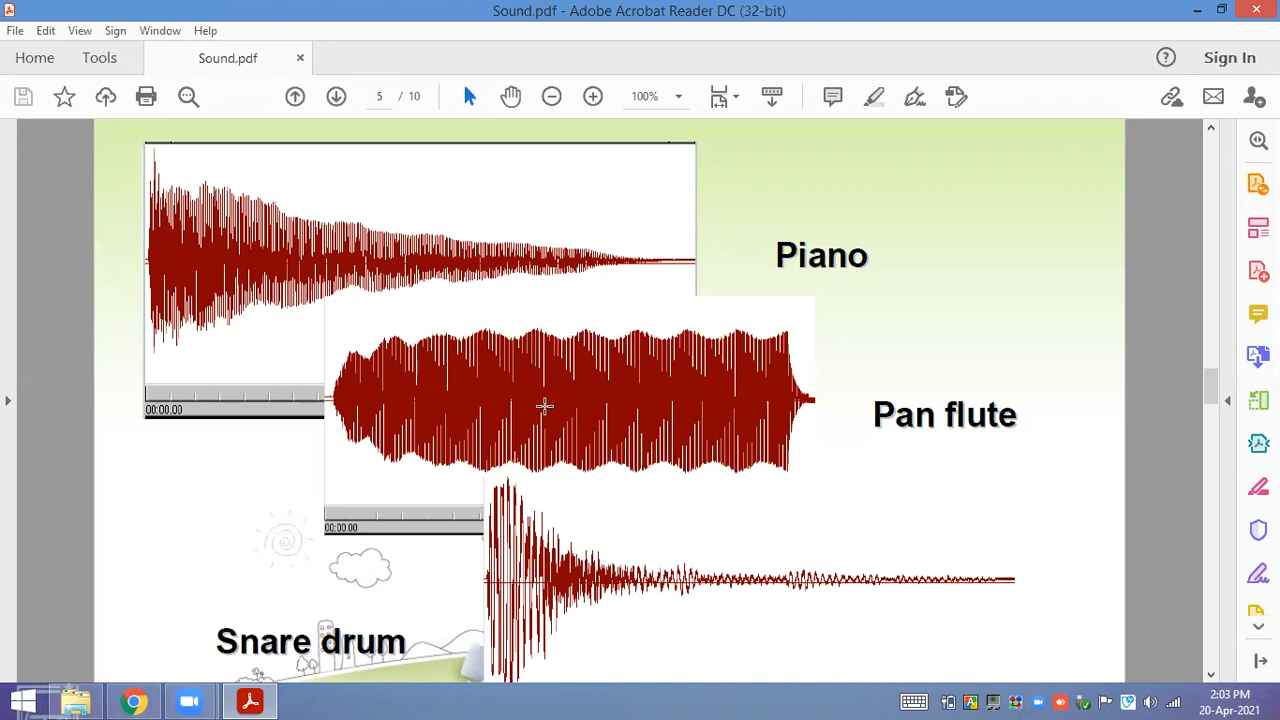 Sound.pdf - Adobe Acrobat Reader DC (32-bit)
File Edit View Sign Window Help
Home Tools Sound.pdf × Sign In
5 / 10 100%
Piano
00:00.00
Pan flute
00:00.00
Snare drum
2:03 PM
20-Apr-2021